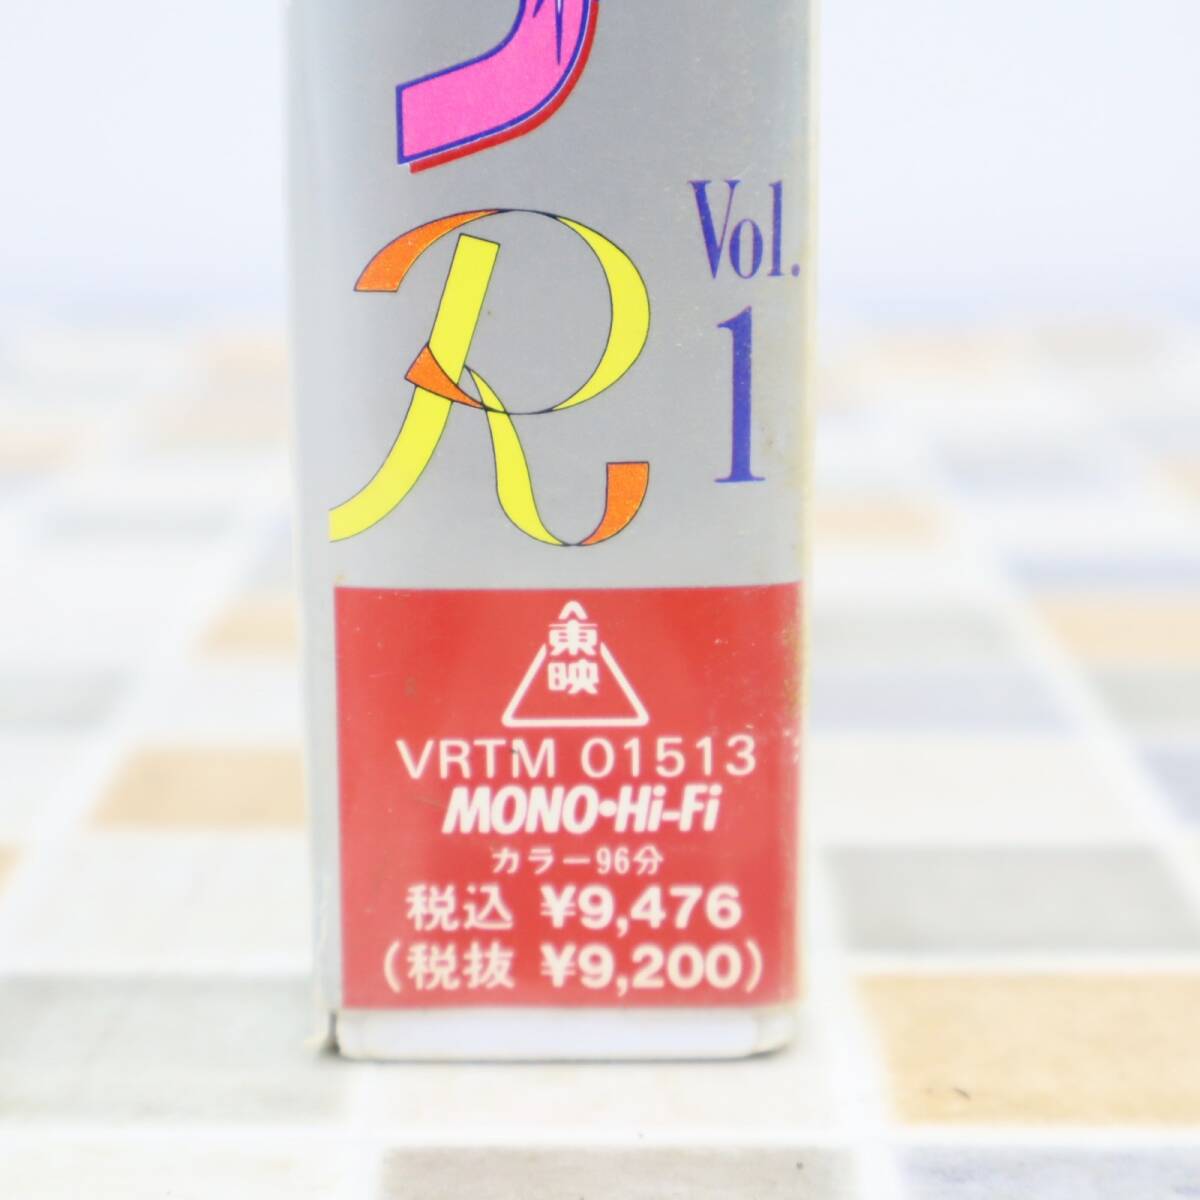 R
Vol.
1
東映
VRTM 01513
MONO•Hi-Fi
カラー96分
税込 ¥9,476
(税抜 ¥9,200)